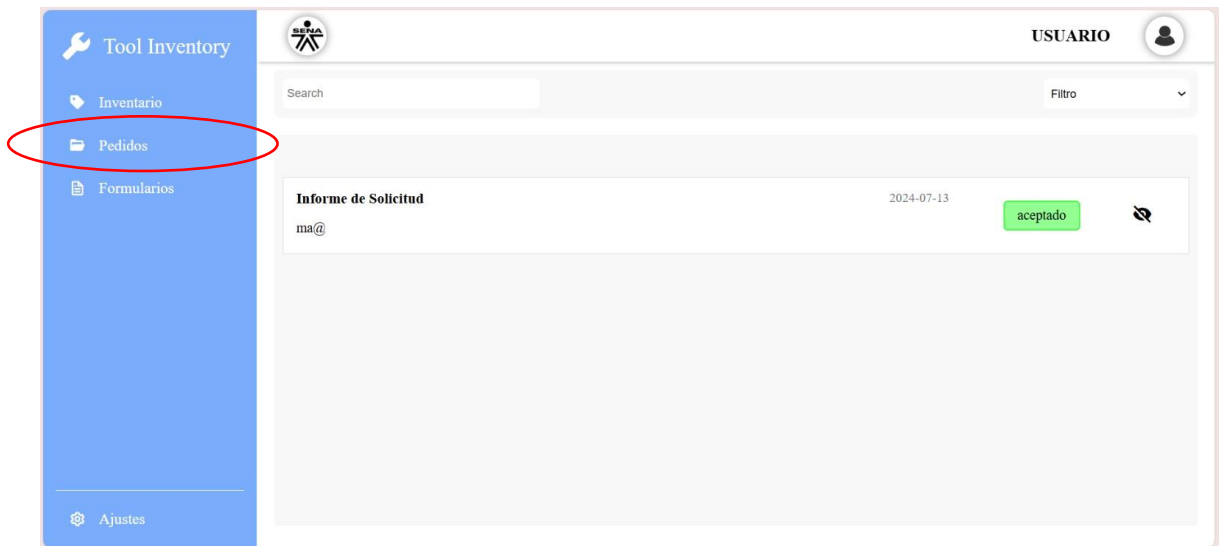 Tool Inventory
SENA
USUARIO
Inventario
Search
Filtro
Pedidos
Formularios
Informe de Solicitud
2024-07-13
aceptado
ma@
Ajustes